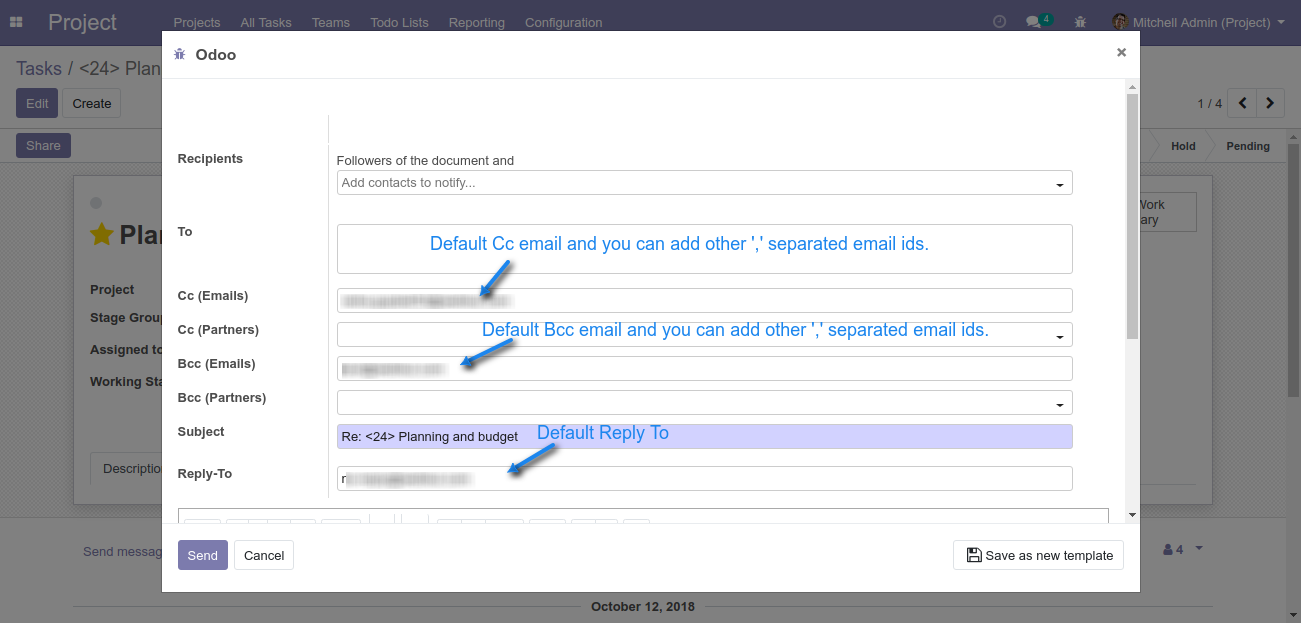 Project Projects All Tasks Teams Todo Lists Reporting Configuration 4 Mitchell Admin (Project)
Odoo ×
Tasks / <24> Plan
Edit Create 1 / 4
Share Hold Pending
Recipients Followers of the document and
Add contacts to notify...
Work
ary
To
Plan
Default Cc email and you can add other ',' separated email ids.
Project
Cc (Emails)
Stage Group
Cc (Partners)
Default Bcc email and you can add other ',' separated email ids.
Assigned to
Bcc (Emails)
Working Sta
Bcc (Partners)
Subject Re: <24> Planning and budget Default Reply To
Descriptio
Reply-To
Send messag 4
Send Cancel Save as new template
October 12, 2018